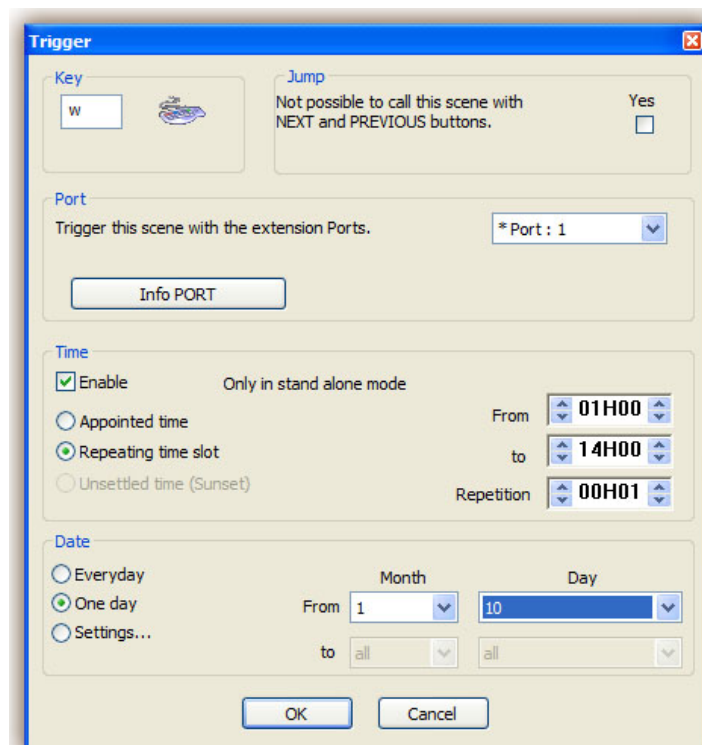 Trigger
Key
w
Jump
Not possible to call this scene with
NEXT and PREVIOUS buttons.
Yes
Port
Trigger this scene with the extension Ports.
*Port : 1
Info PORT
Time
Enable
Only in stand alone mode
Appointed time
Repeating time slot
Unsettled time (Sunset)
From
01H00
to
14H00
Repetition
00H01
Date
Everyday
One day
Settings...
Month
Day
From
1
10
to
all
all
OK
Cancel